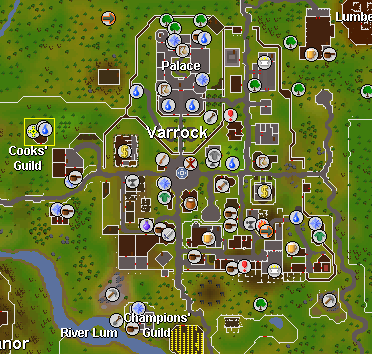 Lumbe
Palace
Varrock
Cooks'
Guild
Champions'
River Lum
Guild
anor